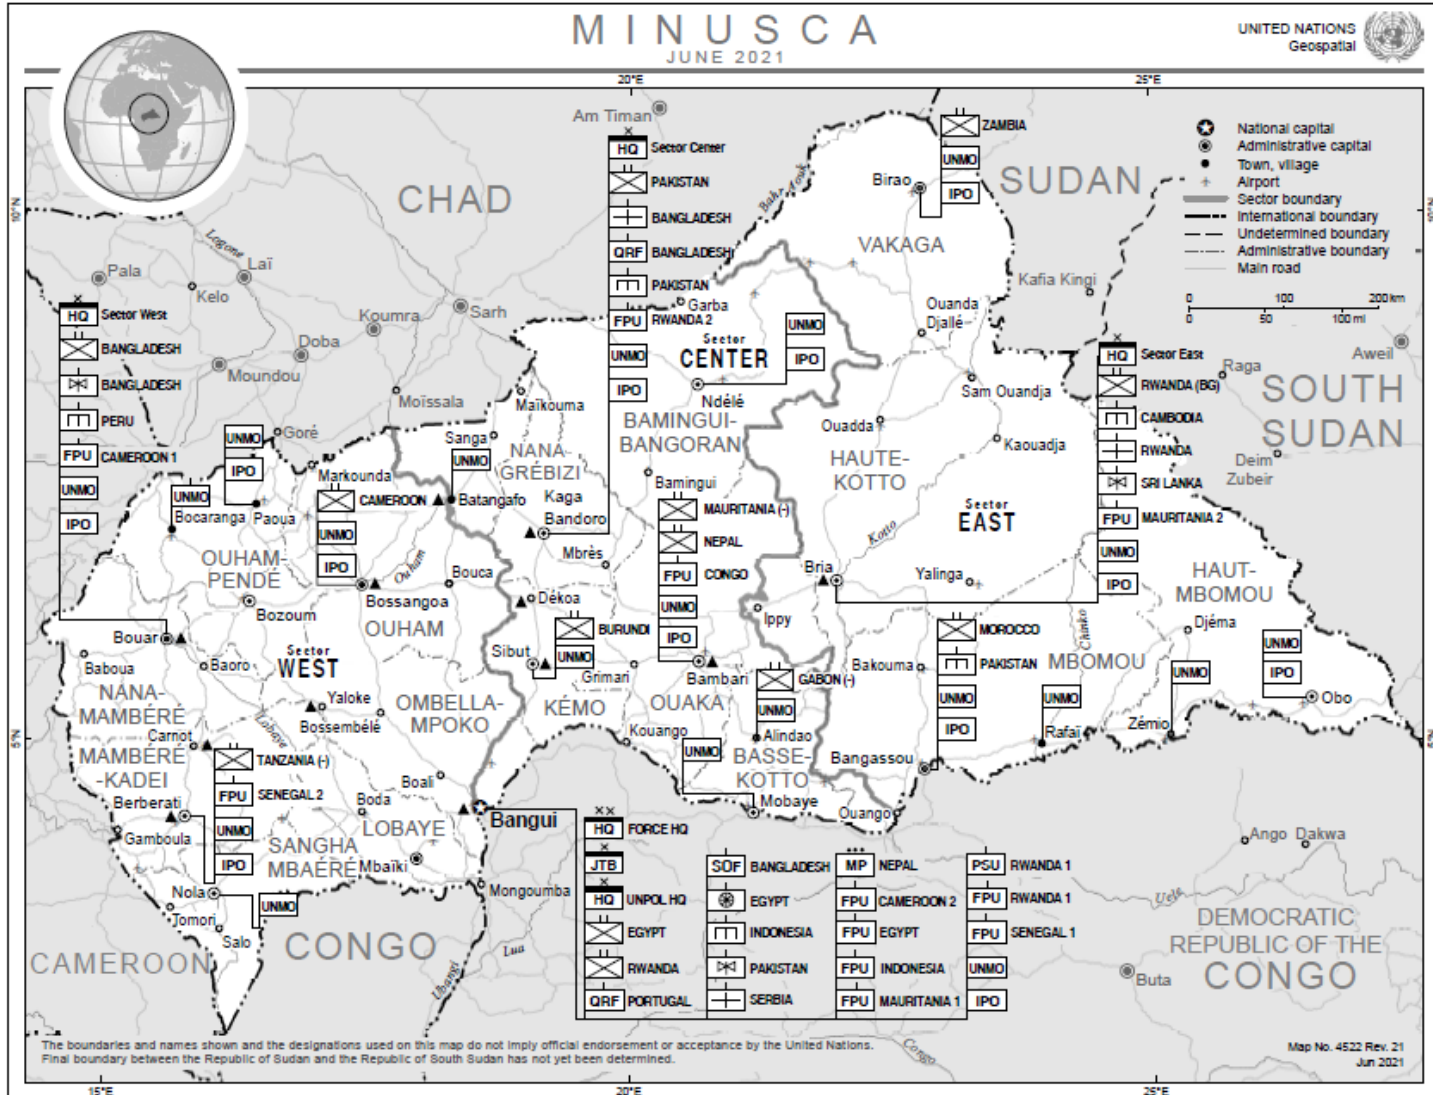 MINUSCA
JUNE 2021
UNITED NATIONS
Geospatial
20°E
25°E
National capital
Administrative capital
Town, village
Airport
Sector boundary
International boundary
Undetermined boundary
Administrative boundary
Main road
0 100 200 km
0 50 100 mi
CHAD
SUDAN
SOUTH
SUDAN
CAMEROON
CONGO
DEMOCRATIC
REPUBLIC OF THE
CONGO
10°N
10°N
5°N
5°N
Am Timan
Pala
Laï
Logone
Kelo
Koumra
Sarh
Doba
Moundou
Goré
Moïssala
Maïkouma
Garba
Bahr Aouk
Birao
VAKAGA
Kafia Kingi
Ouanda
Djallé
Raga
Aweil
Deim
Zubeir
HQ Sector West
BANGLADESH
BANGLADESH
PERU
FPU CAMEROON 1
UNMO
IPO
HQ Sector Center
PAKISTAN
BANGLADESH
QRF BANGLADESH
PAKISTAN
FPU RWANDA 2
UNMO
IPO
ZAMBIA
UNMO
IPO
Sector
CENTER
UNMO
IPO
Ndélé
HQ Sector East
RWANDA (BG)
CAMBODIA
RWANDA
SRI LANKA
FPU MAURITANIA 2
UNMO
IPO
UNMO
IPO
UNMO
Bocaranga
Paoua
Markounda
CAMEROON
UNMO
IPO
Sanga
UNMO
Batangafo
NANA-
GRÉBIZI
Kaga
Bandoro
BAMINGUI-
BANGORAN
Bamingui
Mbrès
Ouadda
Sam Ouandja
Kaouadja
HAUTE-
KOTTO
Sector
EAST
Kotto
Bria
Yalinga
HAUT-
MBOMOU
Djéma
Chinko
MBOMOU
OUHAM-
PENDÉ
Ouham
Bouca
Bossangoa
Bozoum
OUHAM
Dékoa
MAURITANIA (-)
NEPAL
FPU CONGO
UNMO
IPO
Bambari
Ippy
BURUNDI
UNMO
Sibut
Grimari
OUAKA
KÉMO
Kouango
Bouar
Baboua
Baoro
Sector
WEST
NANA-
MAMBÉRÉ
Yaloke
Bossembélé
OMBELLA-
MPOKO
Lobaye
Carnot
MAMBÉRÉ
-KADEI
TANZANIA (-)
FPU SENEGAL 2
UNMO
IPO
Berberati
Gamboula
Boali
Boda
LOBAYE
SANGHA
MBAÉRÉ
Mbaïki
Bangui
Mongoumba
Nola
UNMO
Tomori
Salo
GABON (-)
UNMO
Alindao
UNMO
BASSE-
KOTTO
Mobaye
Ouango
MOROCCO
PAKISTAN
UNMO
IPO
Bakouma
Bangassou
UNMO
Rafaï
UNMO
Zémio
UNMO
IPO
Obo
Ango
Dakwa
Uele
Buta
Lua
Ubangi
Congo
HQ FORCE HQ
JTB
HQ UNPOL HQ
EGYPT
RWANDA
QRF PORTUGAL
SOF BANGLADESH
EGYPT
INDONESIA
PAKISTAN
SERBIA
MP NEPAL
FPU CAMEROON 2
FPU EGYPT
FPU INDONESIA
FPU MAURITANIA 1
PSU RWANDA 1
FPU RWANDA 1
FPU SENEGAL 1
UNMO
IPO
The boundaries and names shown and the designations used on this map do not imply official endorsement or acceptance by the United Nations.
Final boundary between the Republic of Sudan and the Republic of South Sudan has not yet been determined.
Map No. 4522 Rev. 21
Jun 2021
15°E
20°E
25°E